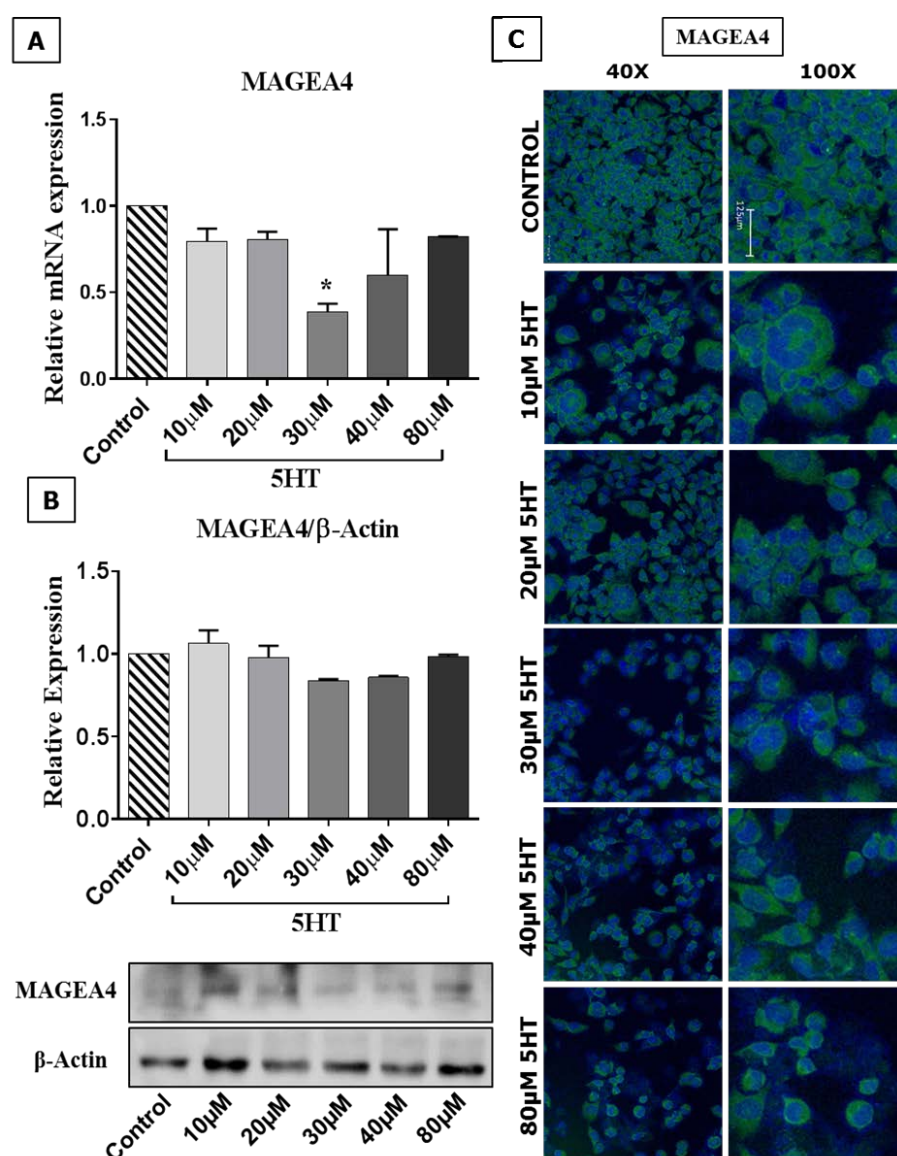 A
MAGEA4
Relative mRNA expression
1.5
1.0
0.5
0.0
*
Control
10µM
20µM
30µM
40µM
80µM
5HT
B
MAGEA4/β-Actin
Relative Expression
1.5
1.0
0.5
0.0
Control
10µM
20µM
30µM
40µM
80µM
5HT
MAGEA4
β-Actin
Control
10µM
20µM
30µM
40µM
80µM
C
MAGEA4
40X
100X
CONTROL
125µm
10µM 5HT
20µM 5HT
30µM 5HT
40µM 5HT
80µM 5HT